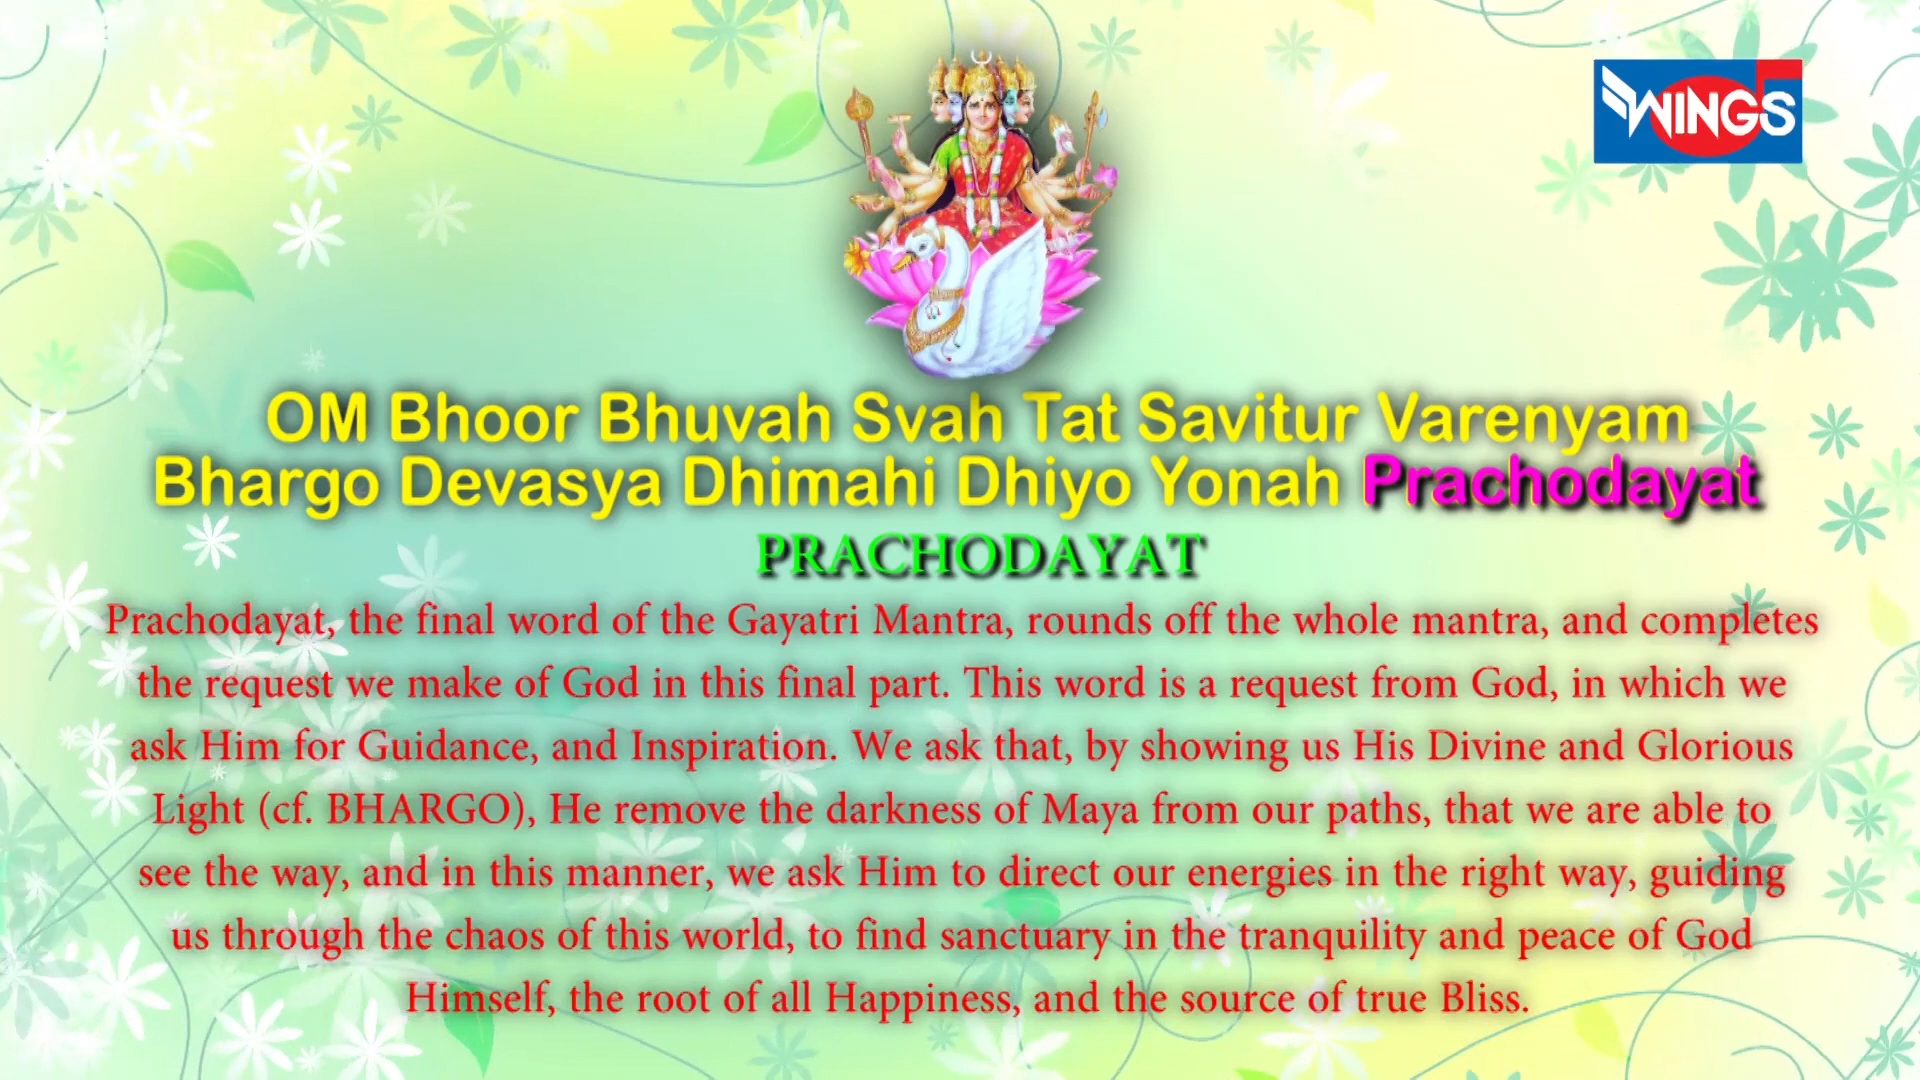 WINGS
OM Bhoor Bhuvah Svah Tat Savitur Varenyam
Bhargo Devasya Dhimahi Dhiyo Yonah Prachodayat
PRACHODAYAT
Prachodayat, the final word of the Gayatri Mantra, rounds off the whole mantra, and completes
the request we make of God in this final part. This word is a request from God, in which we
ask Him for Guidance, and Inspiration. We ask that, by showing us His Divine and Glorious
Light (cf. BHARGO), He remove the darkness of Maya from our paths, that we are able to
see the way, and in this manner, we ask Him to direct our energies in the right way, guiding
us through the chaos of this world, to find sanctuary in the tranquility and peace of God
Himself, the root of all Happiness, and the source of true Bliss.